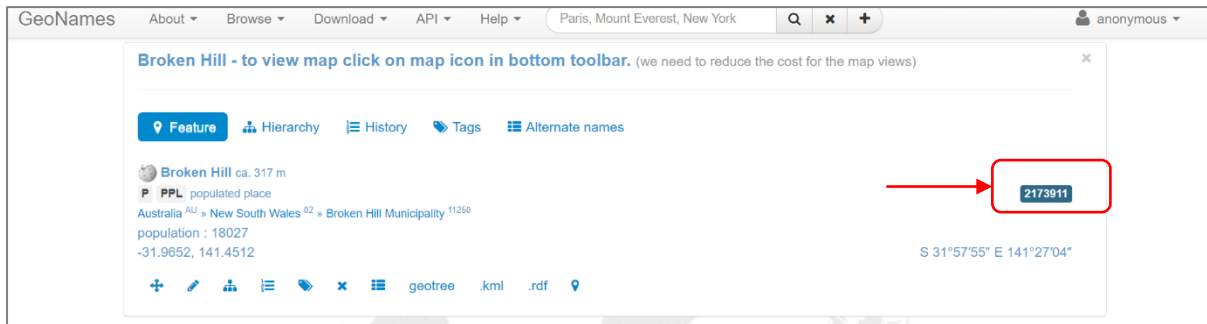 GeoNames About Browse Download API Help Paris, Mount Everest, New York anonymous
Broken Hill - to view map click on map icon in bottom toolbar. (we need to reduce the cost for the map views) ×
Feature Hierarchy History Tags Alternate names
Broken Hill ca. 317 m
P PPL populated place 2173911
Australia AU » New South Wales 02 » Broken Hill Municipality 11250
population : 18027
-31.9652, 141.4512 S 31°57'55" E 141°27'04"
geotree .kml .rdf